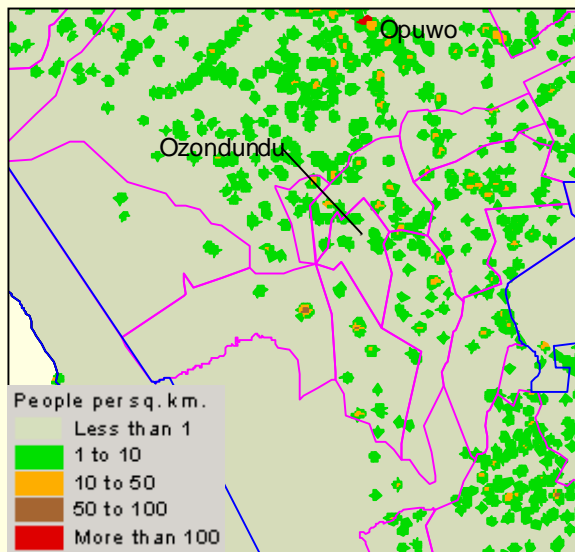 Opuwo
Ozondundu
People per sq. km.
Less than 1
1 to 10
10 to 50
50 to 100
More than 100